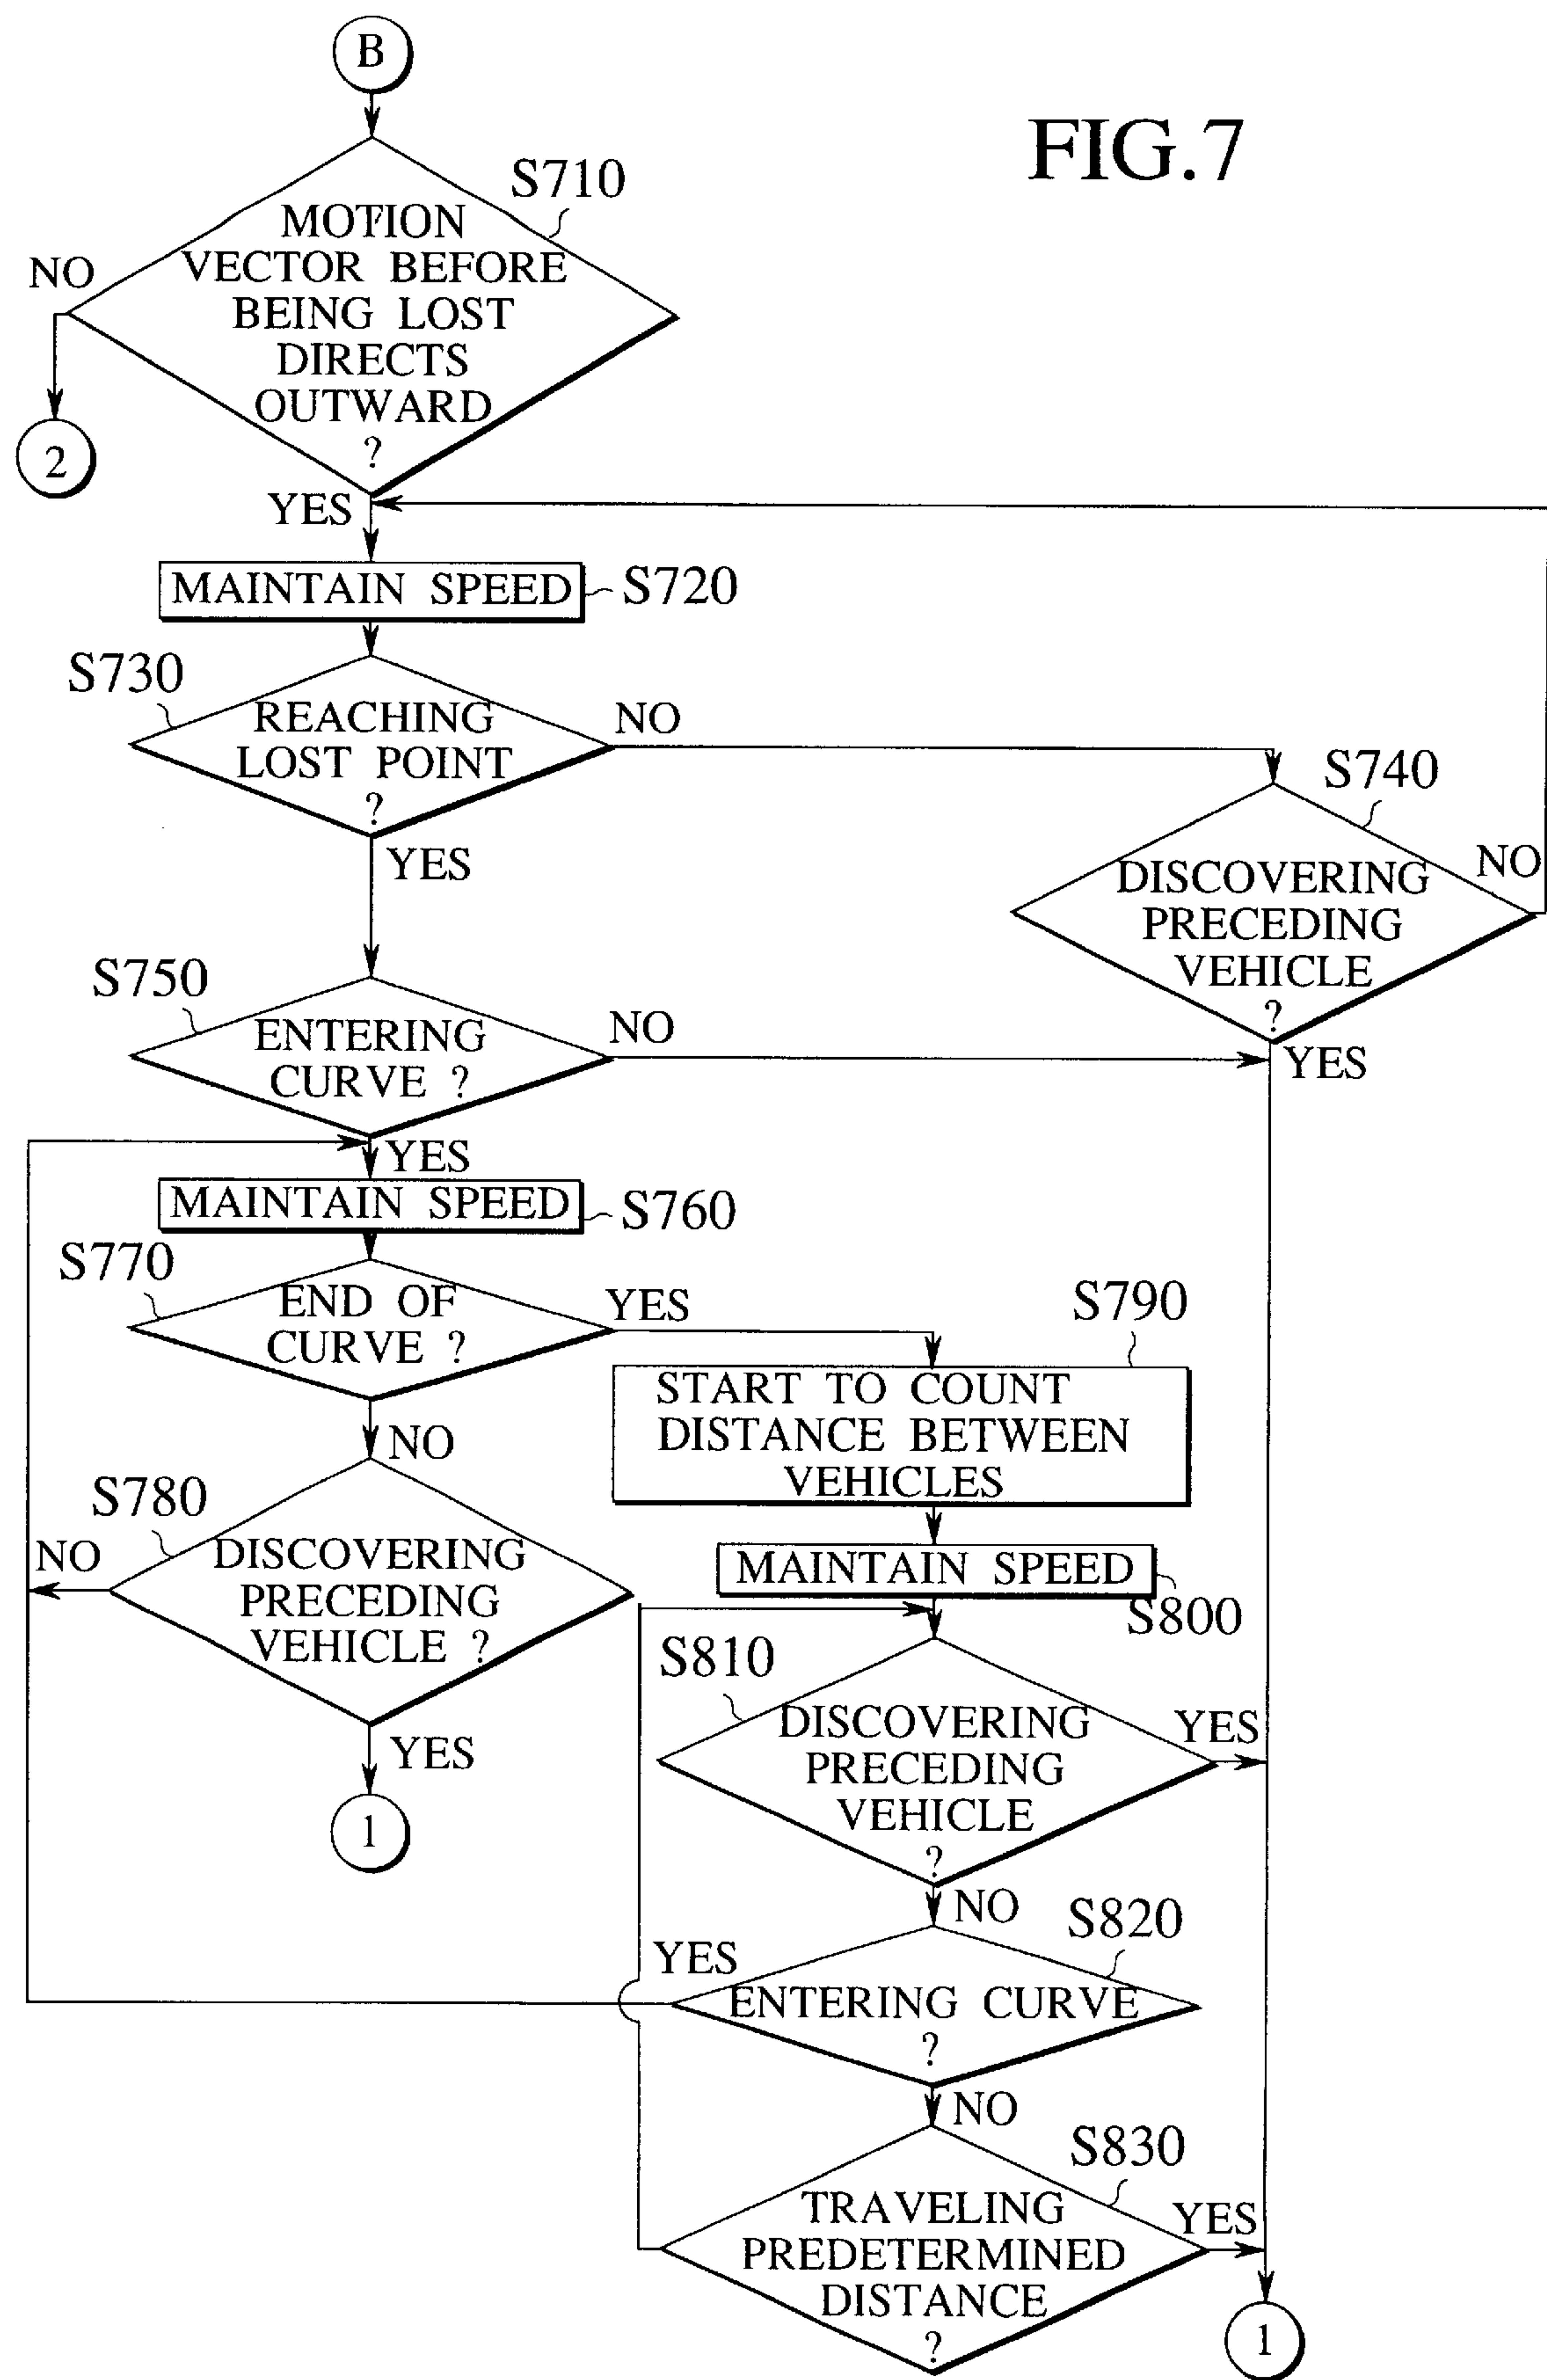 B
FIG.7
S710
MOTION
VECTOR BEFORE
BEING LOST
DIRECTS
OUTWARD
?
NO
2
YES
MAINTAIN SPEED
S720
S730
REACHING
LOST POINT
?
NO
YES
S740
DISCOVERING
PRECEDING
VEHICLE
?
NO
YES
S750
ENTERING
CURVE ?
NO
YES
MAINTAIN SPEED
S760
S770
END OF
CURVE ?
YES
NO
S790
START TO COUNT
DISTANCE BETWEEN
VEHICLES
S780
DISCOVERING
PRECEDING
VEHICLE ?
NO
YES
1
MAINTAIN SPEED
S800
S810
DISCOVERING
PRECEDING
VEHICLE
?
YES
NO
S820
ENTERING CURVE
?
YES
NO
S830
TRAVELING
PREDETERMINED
DISTANCE
?
YES
1